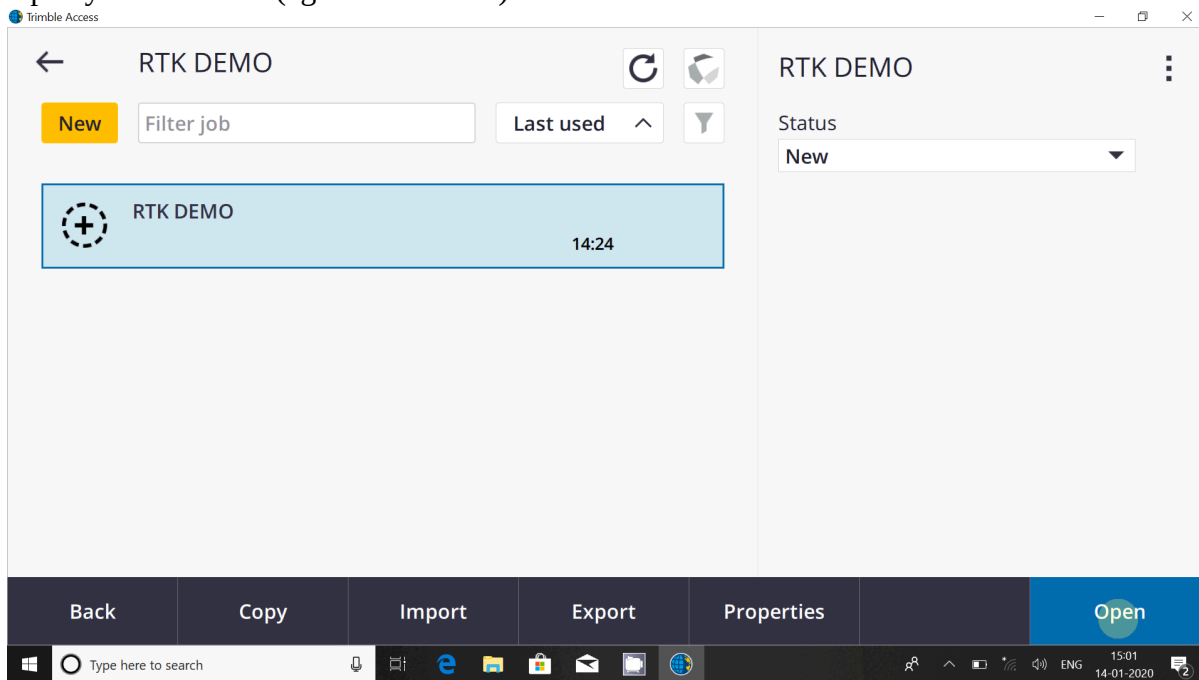 Trimble Access
RTK DEMO
New
Filter job
Last used
RTK DEMO
14:24
RTK DEMO
Status
New
Back
Copy
Import
Export
Properties
Open
Type here to search
ENG
15:01
14-01-2020
2